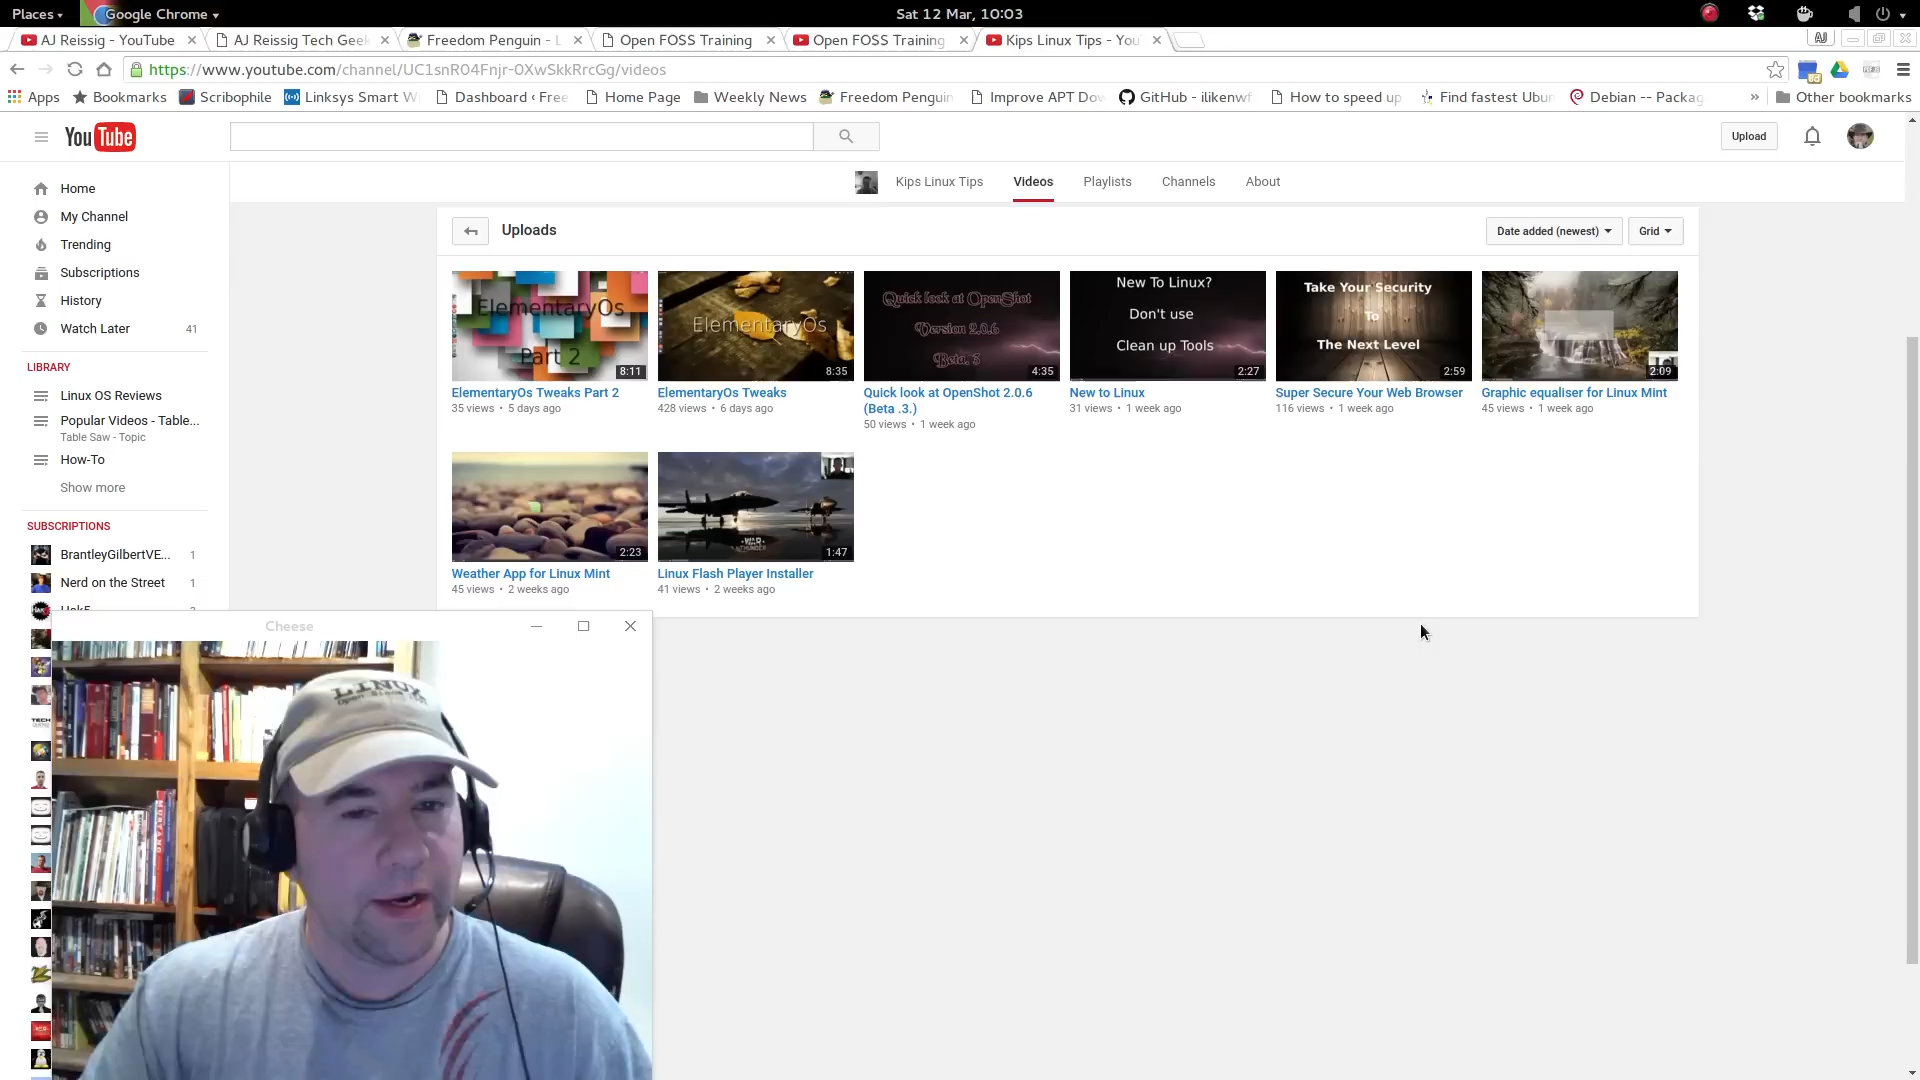 Places
Google Chrome
Sat 12 Mar, 10:03
AJ Reissig - YouTube
AJ Reissig Tech Geek
Freedom Penguin - L
Open FOSS Training
Open FOSS Training
Kips Linux Tips - You
AJ
https://www.youtube.com/channel/UC1snR04Fnjr-0XwSkkRrcGg/videos
Apps
Bookmarks
Scribophile
Linksys Smart W
Dashboard ‹ Free
Home Page
Weekly News
Freedom Penguin
Improve APT Dow
GitHub - ilikenwf
How to speed up
Find fastest Ubun
Debian -- Packag
»
Other bookmarks
YouTube
Upload
Kips Linux Tips
Videos
Playlists
Channels
About
Home
My Channel
Trending
Subscriptions
History
Watch Later 41
LIBRARY
Linux OS Reviews
Popular Videos - Table...
Table Saw - Topic
How-To
Show more
SUBSCRIPTIONS
BrantleyGilbertVE... 1
Nerd on the Street 1
Hak5
TECH
Uploads
Date added (newest)
Grid
ElementaryOs
Part 2
8:11
ElementaryOs Tweaks Part 2
35 views • 5 days ago
ElementaryOs
8:35
ElementaryOs Tweaks
428 views • 6 days ago
Quick look at OpenShot
Version 2.0.6
Beta .3
4:35
Quick look at OpenShot 2.0.6
(Beta .3.)
50 views • 1 week ago
New To Linux?
Don't use
Clean up Tools
2:27
New to Linux
31 views • 1 week ago
Take Your Security
To
The Next Level
2:59
Super Secure Your Web Browser
116 views • 1 week ago
2:09
Graphic equaliser for Linux Mint
45 views • 1 week ago
2:23
Weather App for Linux Mint
45 views • 2 weeks ago
WAR
THUNDER
1:47
Linux Flash Player Installer
41 views • 2 weeks ago
Cheese
LINUX
MUSTANG